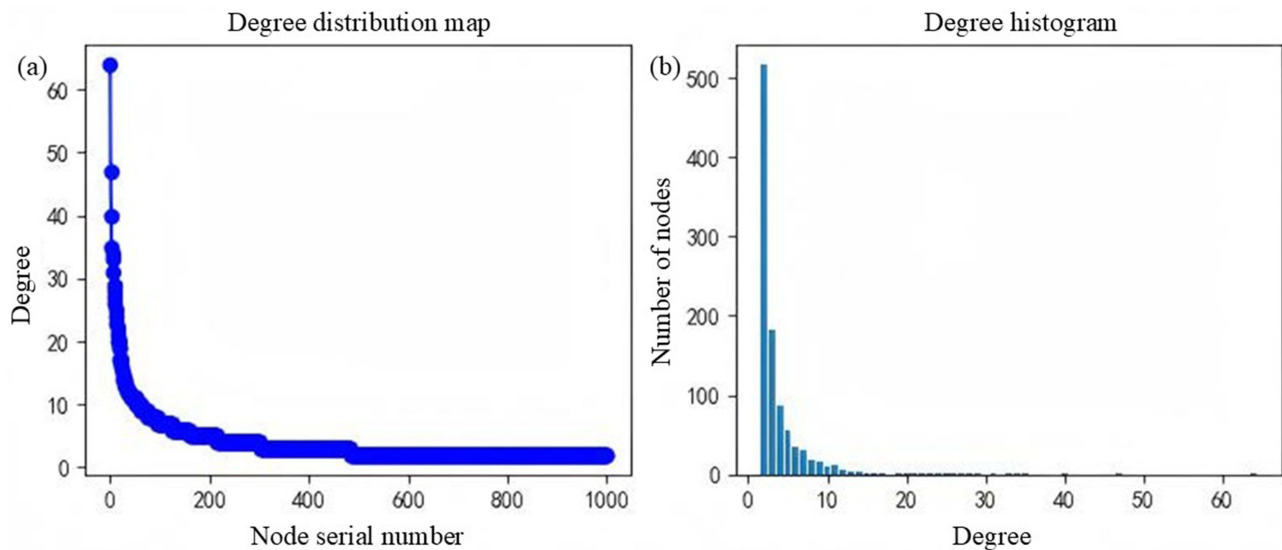 Degree distribution map
(a)
60
50
40
30
20
10
0
Degree
0 200 400 600 800 1000
Node serial number
Degree histogram
(b)
500
400
300
200
100
0
Number of nodes
0 10 20 30 40 50 60
Degree